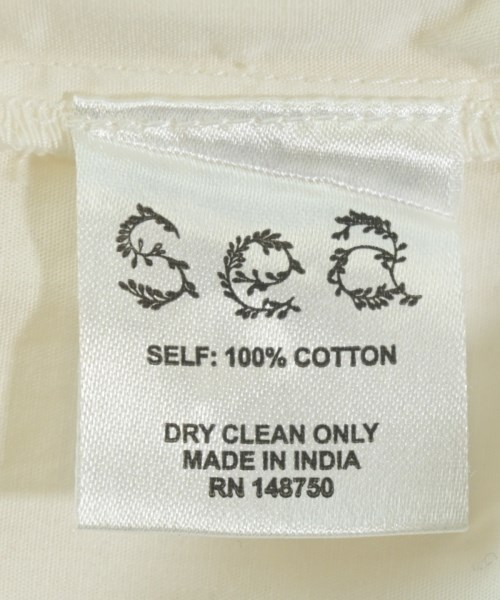 Sea
SELF: 100% COTTON
DRY CLEAN ONLY
MADE IN INDIA
RN 148750